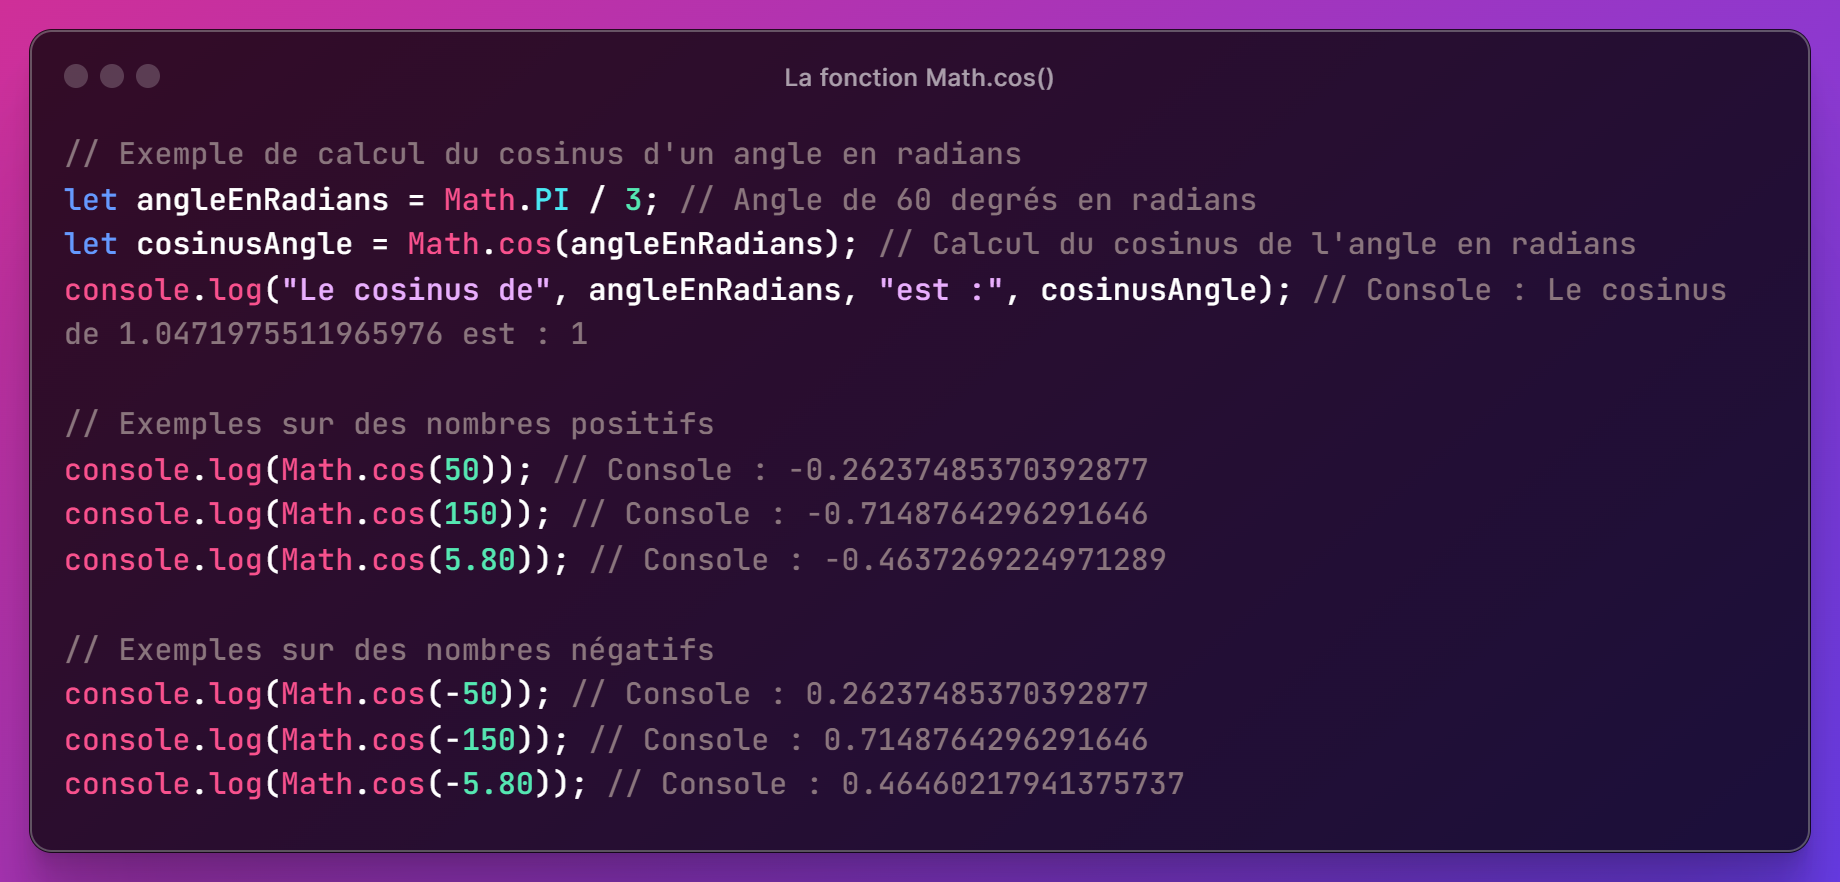 La fonction Math.cos()
// Exemple de calcul du cosinus d'un angle en radians
let angleEnRadians = Math.PI / 3; // Angle de 60 degrés en radians
let cosinusAngle = Math.cos(angleEnRadians); // Calcul du cosinus de l'angle en radians
console.log("Le cosinus de", angleEnRadians, "est :", cosinusAngle); // Console : Le cosinus
de 1.0471975511965976 est : 1
// Exemples sur des nombres positifs
console.log(Math.cos(50)); // Console : -0.26237485370392877
console.log(Math.cos(150)); // Console : -0.7148764296291646
console.log(Math.cos(5.80)); // Console : -0.4637269224971289
// Exemples sur des nombres négatifs
console.log(Math.cos(-50)); // Console : 0.26237485370392877
console.log(Math.cos(-150)); // Console : 0.7148764296291646
console.log(Math.cos(-5.80)); // Console : 0.46460217941375737